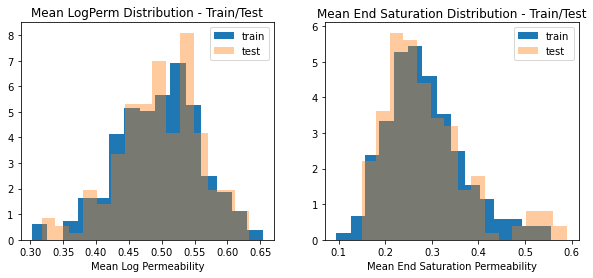 Mean LogPerm Distribution - Train/Test
8
7
6
5
4
3
2
1
0
train
test
0.30 0.35 0.40 0.45 0.50 0.55 0.60 0.65
Mean Log Permeability
Mean End Saturation Distribution - Train/Test
6
5
4
3
2
1
0
train
test
0.1 0.2 0.3 0.4 0.5 0.6
Mean End Saturation Permeasbility